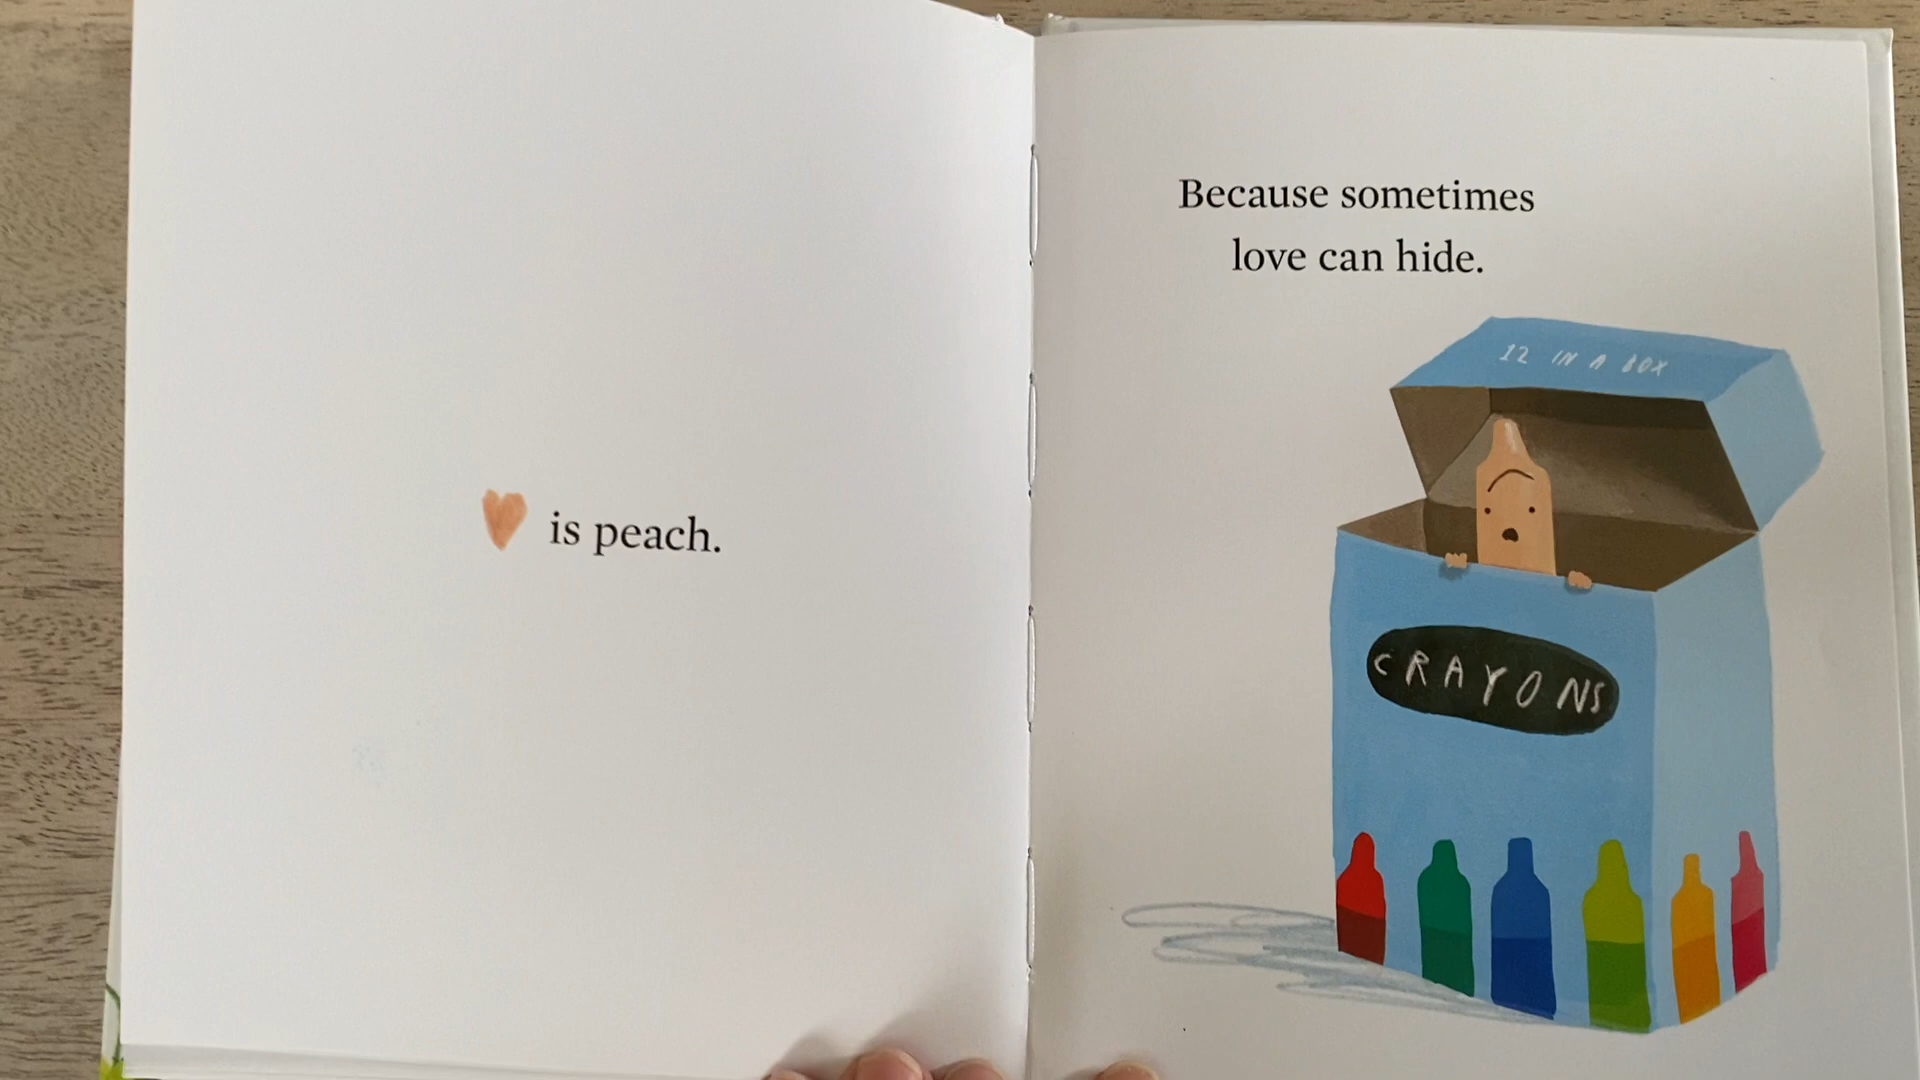 is peach.
Because sometimes
love can hide.
12 IN A BOX
CRAYONS